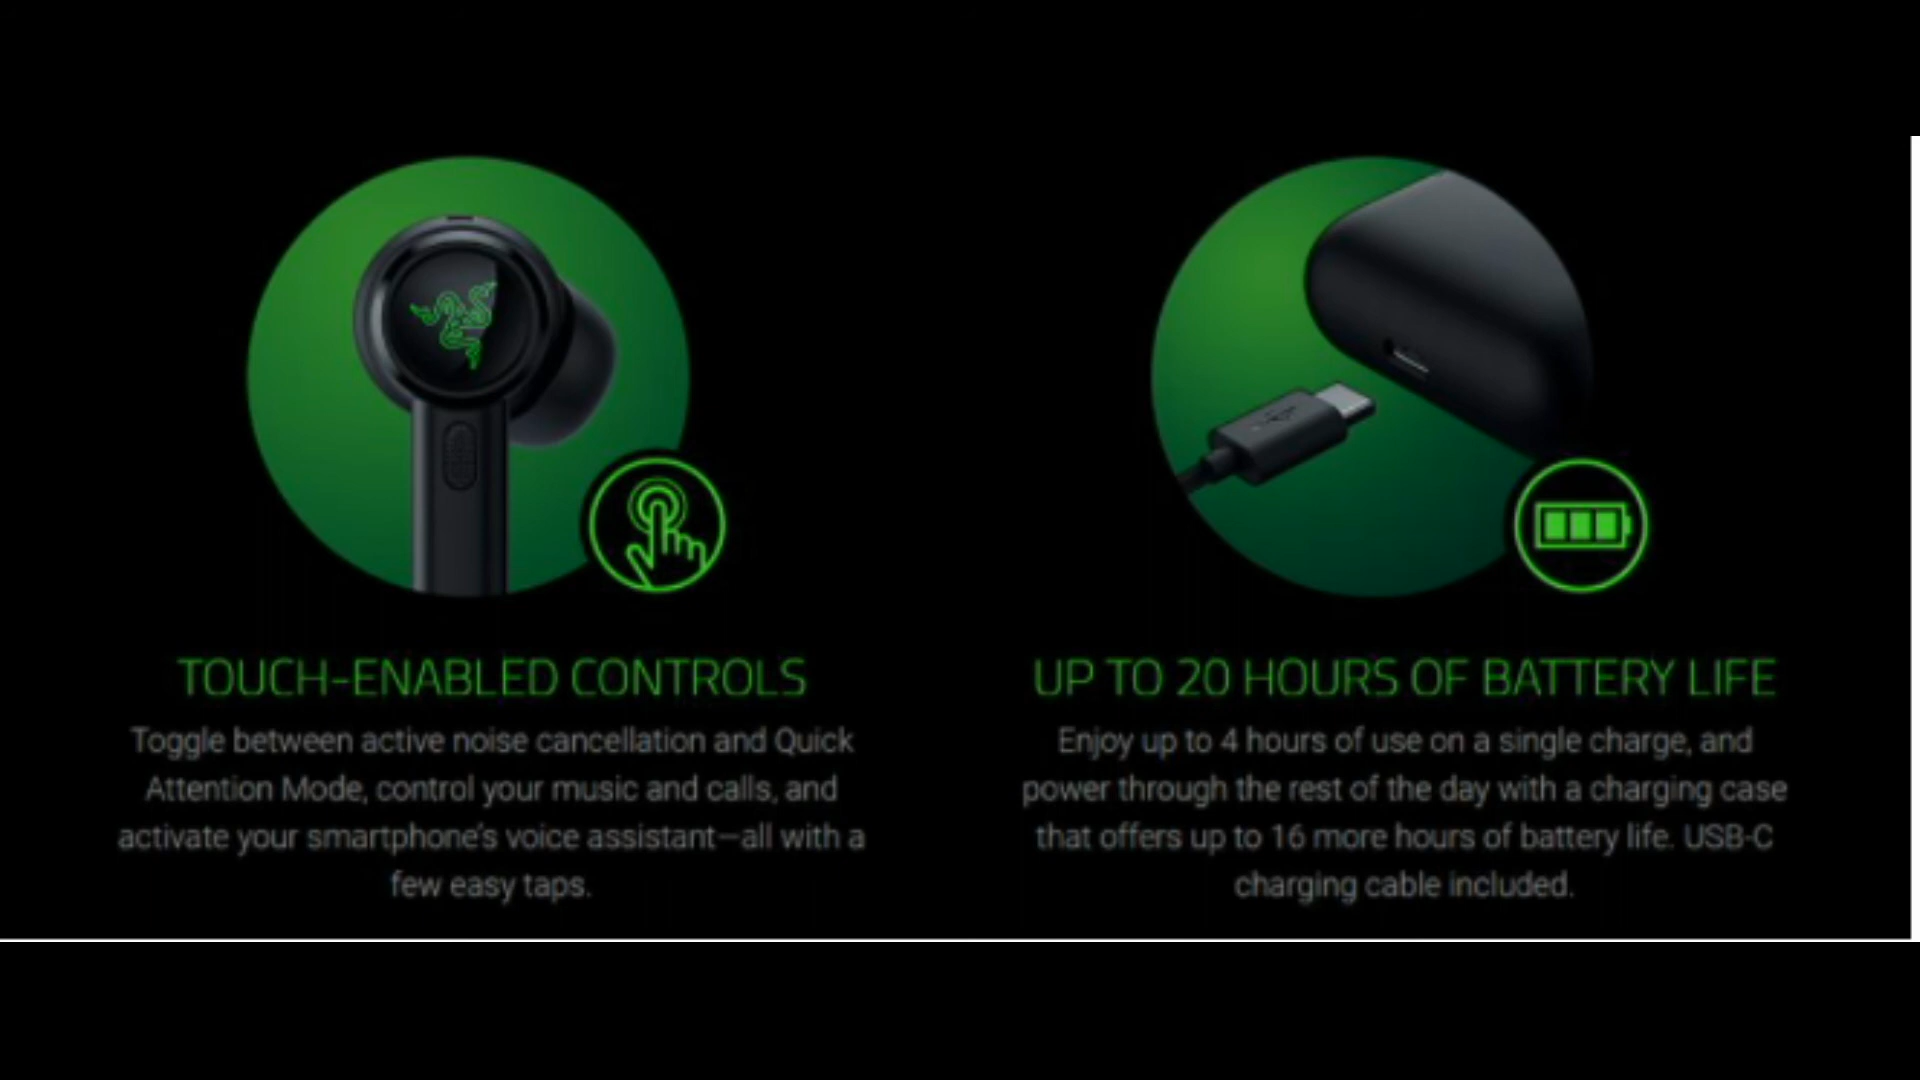 TOUCH-ENABLED CONTROLS
Toggle between active noise cancellation and Quick
Attention Mode, control your music and calls, and
activate your smartphone's voice assistant—all with a
few easy taps.
UP TO 20 HOURS OF BATTERY LIFE
Enjoy up to 4 hours of use on a single charge, and
power through the rest of the day with a charging case
that offers up to 16 more hours of battery life. USB-C
charging cable included.